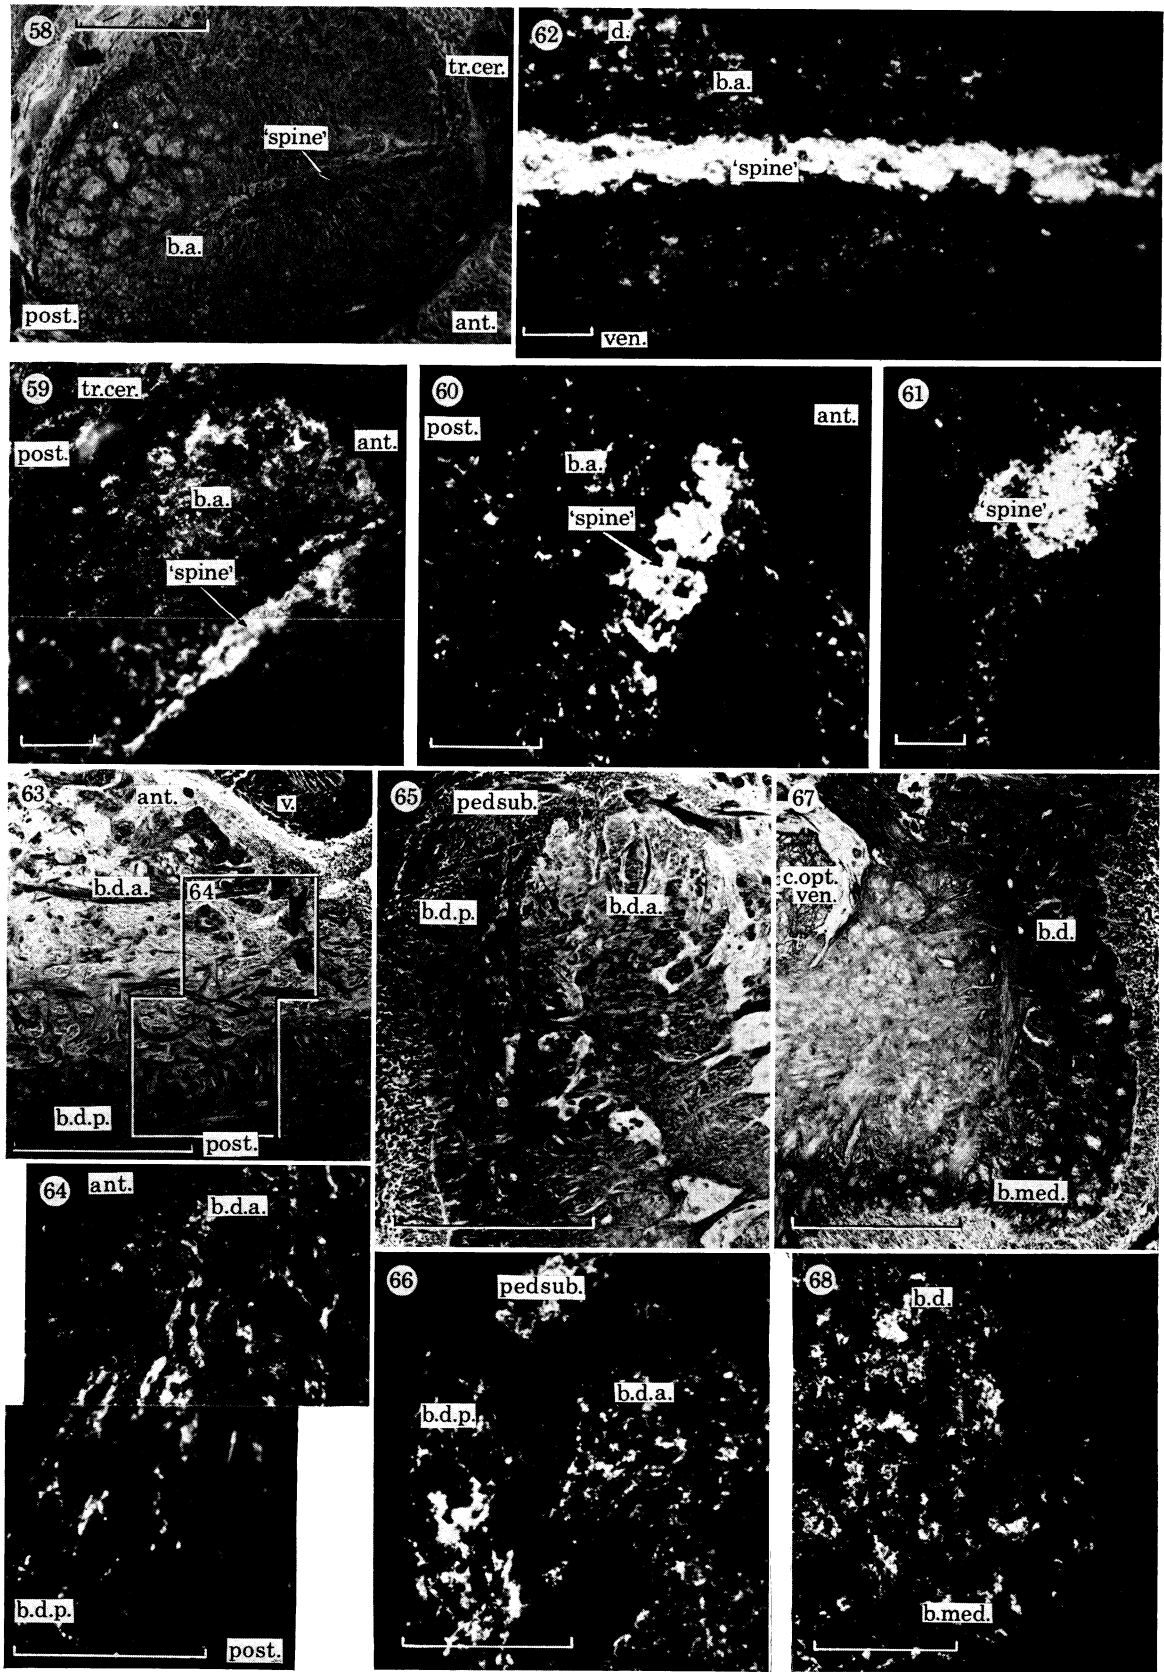 58
tr.cer.
'spine'
b.a.
post.
ant.
62
d.
b.a.
'spine'
ven.
59
tr.cer.
post.
ant.
b.a.
'spine'
60
post.
ant.
b.a.
'spine'
61
'spine'
63
ant.
v.
b.d.a.
64
b.d.p.
post.
65
pedsub.
b.d.p.
b.d.a.
67
c.opt.
ven.
b.d.
b.med.
64
ant.
b.d.a.
b.d.p.
post.
66
pedsub.
b.d.a.
b.d.p.
68
b.d.
b.med.